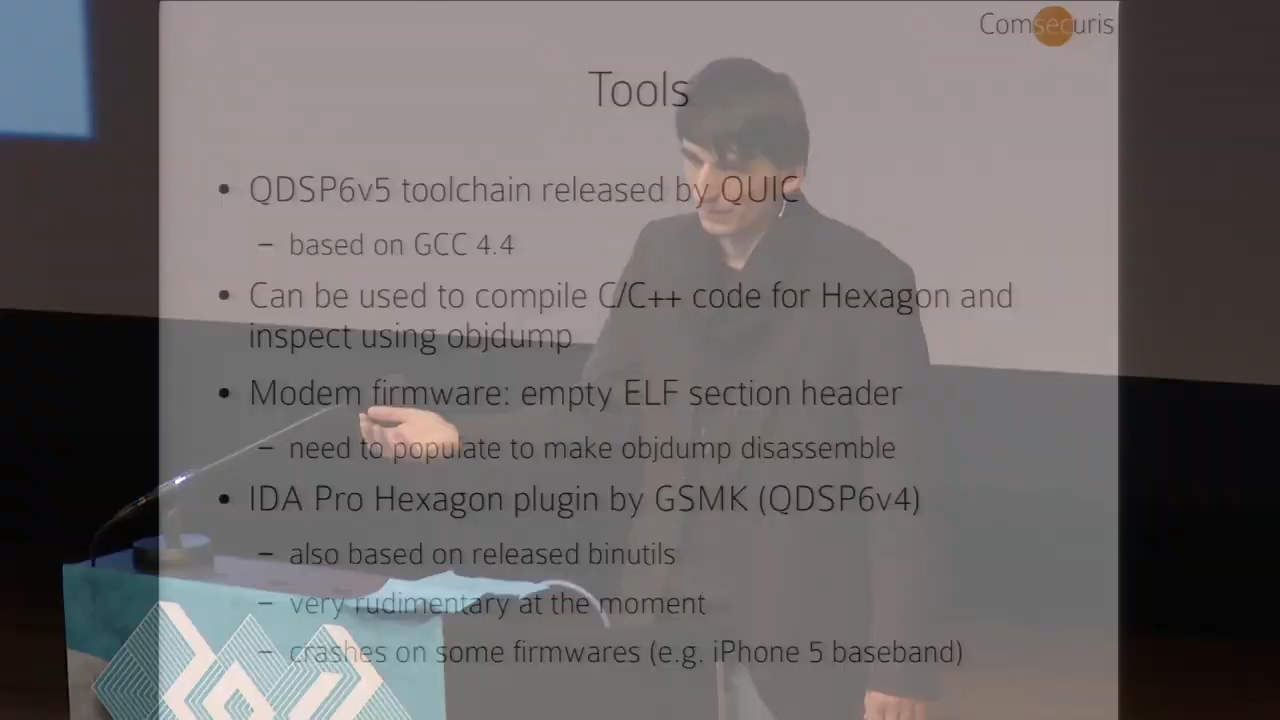 Comsecuris
Tools
• QDSP6v5 toolchain released by QUIC
– based on GCC 4.4
• Can be used to compile C/C++ code for Hexagon and
inspect using objdump
• Modem firmware: empty ELF section header
– need to populate to make objdump disassemble
• IDA Pro Hexagon plugin by GSMK (QDSP6v4)
– also based on released binutils
– very rudimentary at the moment
– crashes on some firmwares (e.g. iPhone 5 baseband)